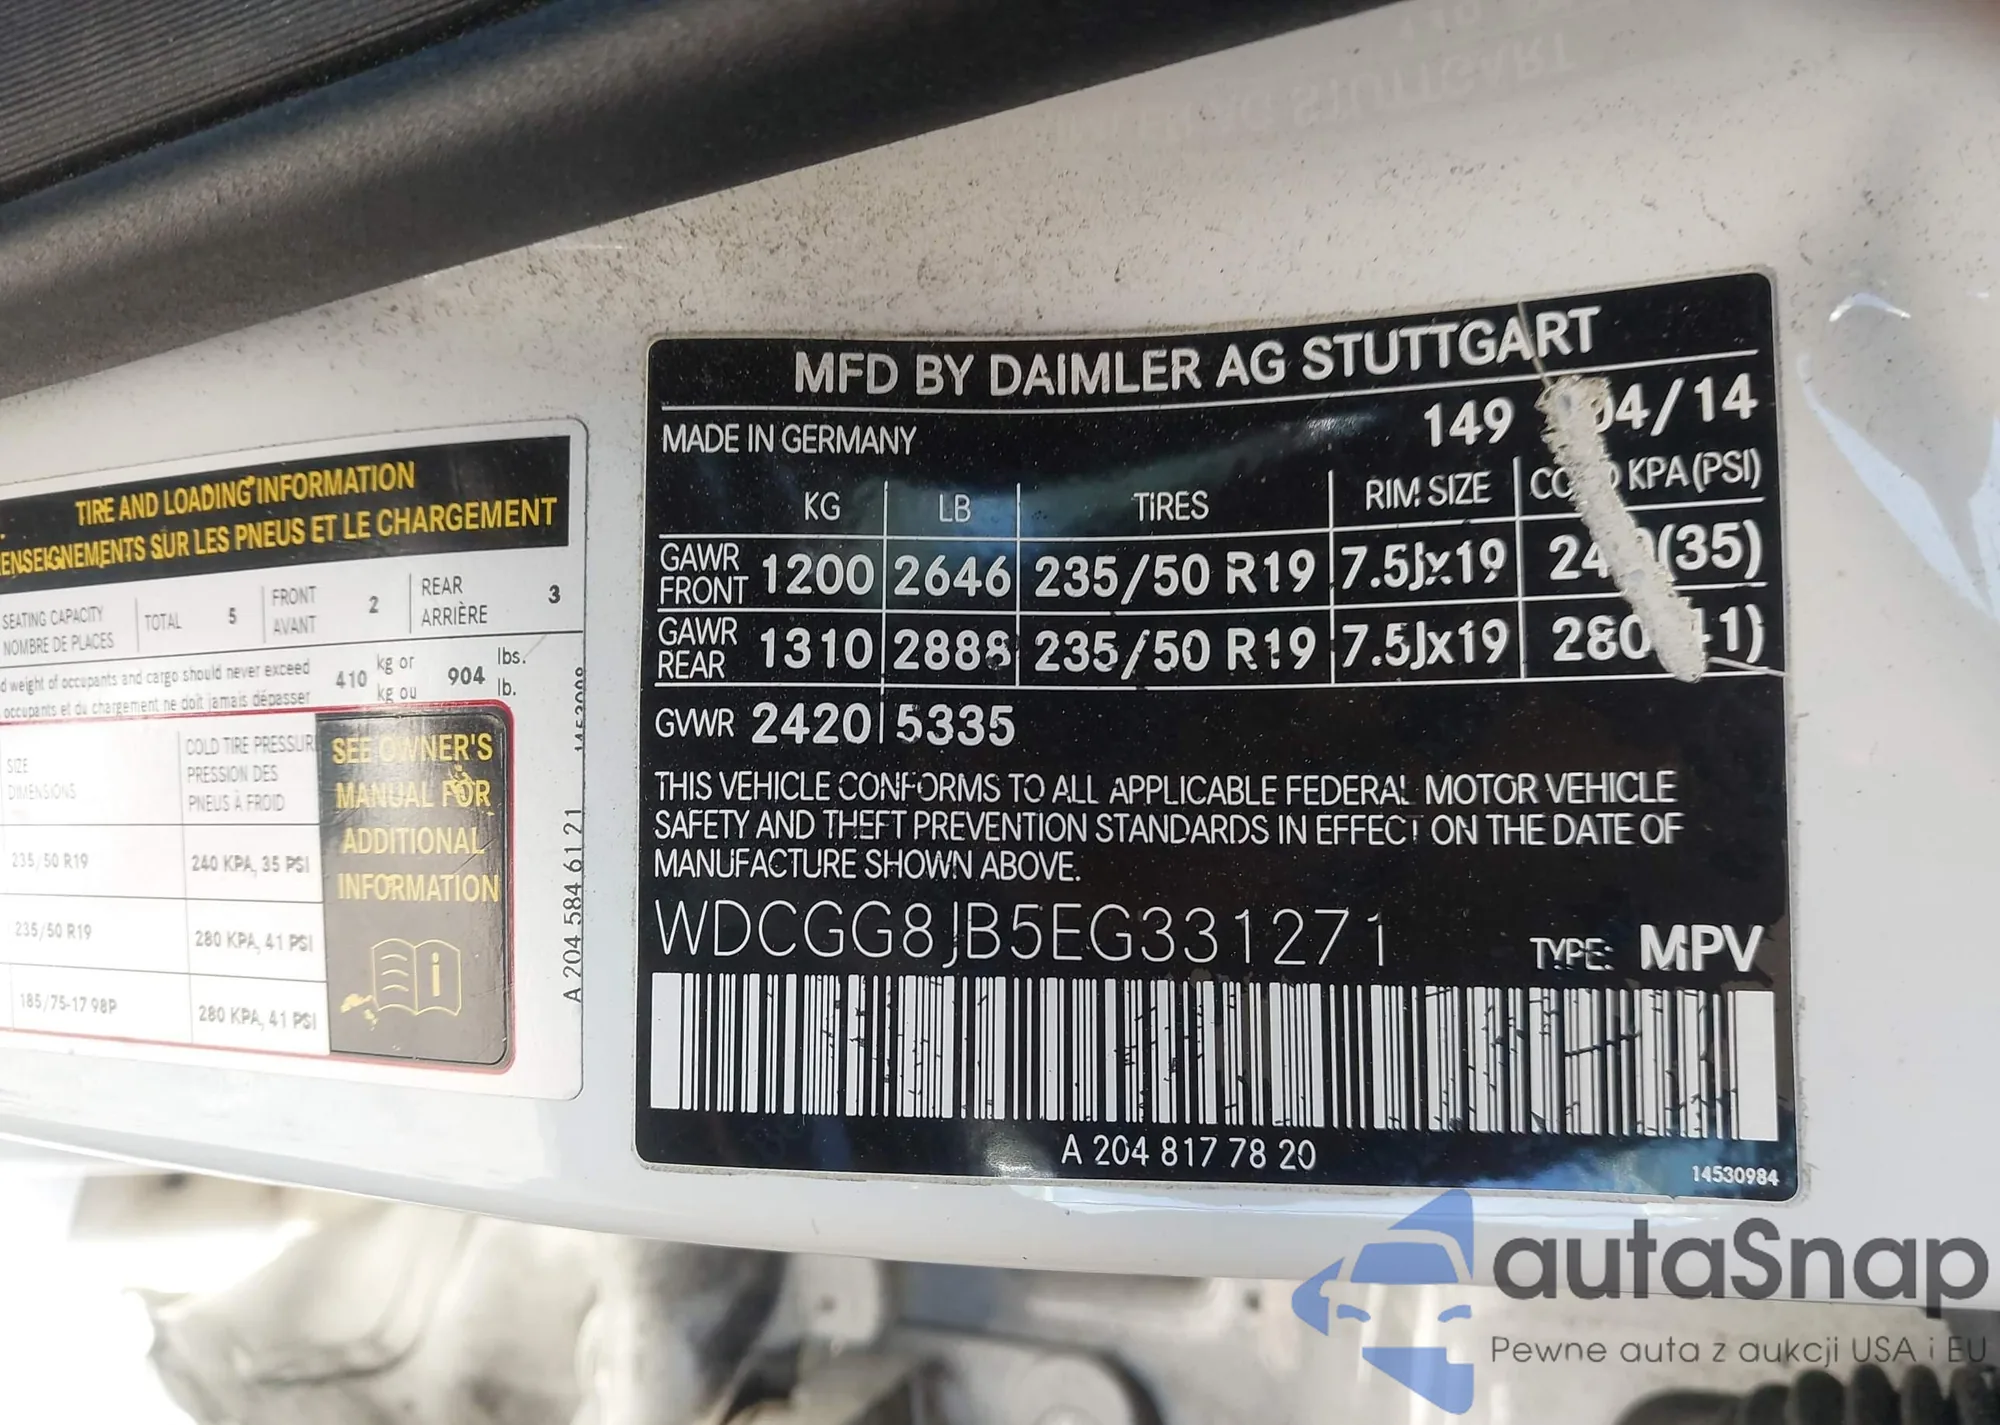 MFD BY DAIMLER AG STUTTGART
MADE IN GERMANY 149 04/14
KG LB TIRES RIM SIZE COLD KPA (PSI)
GAWR FRONT 1200 2646 235/50 R19 7.5Jx19 240 (35)
GAWR REAR 1310 2888 235/50 R19 7.5Jx19 280 (41)
GVWR 2420 5335
THIS VEHICLE CONFORMS TO ALL APPLICABLE FEDERAL MOTOR VEHICLE
SAFETY AND THEFT PREVENTION STANDARDS IN EFFECT ON THE DATE OF
MANUFACTURE SHOWN ABOVE.
WDCGG8JB5EG331271 TYPE: MPV
A 204 817 78 20
14530984
TIRE AND LOADING INFORMATION
ENSEIGNEMENTS SUR LES PNEUS ET LE CHARGEMENT
SEATING CAPACITY
NOMBRE DE PLACES
TOTAL 5
FRONT
AVANT
2
REAR
ARRIÈRE
3
d weight of occupants and cargo should never exceed
occupants et du chargement ne doit jamais dépasser
410
kg or
kg ou
904
lbs.
lb.
SIZE
DIMENSIONS
COLD TIRE PRESSURE
PRESSION DES
PNEUS À FROID
235/50 R19 240 KPA, 35 PSI
235/50 R19 280 KPA, 41 PSI
185/75-17 98P 280 KPA, 41 PSI
SEE OWNER'S
MANUAL FOR
ADDITIONAL
INFORMATION
A 204 584 61 21
autaSnap
Pewne auta z aukcji USA i EU